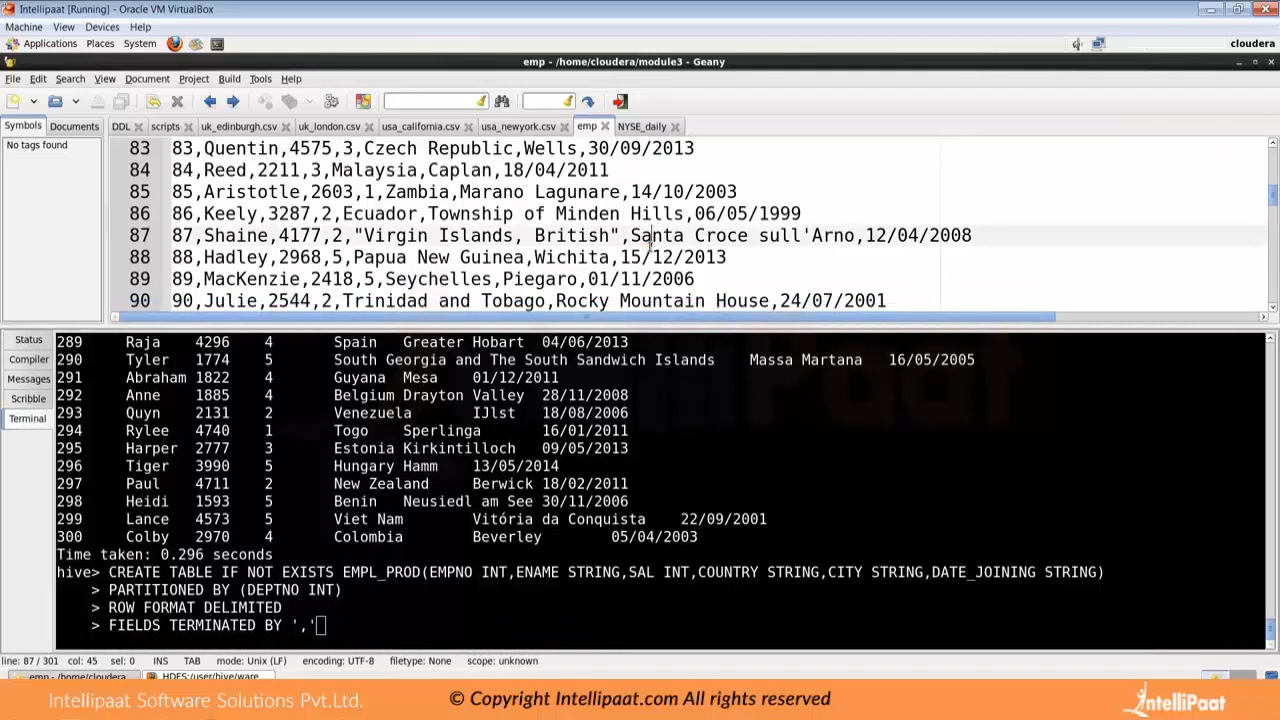 Intellipaat [Running] - Oracle VM VirtualBox
Machine View Devices Help
Applications Places System cloudera
emp - /home/cloudera/module3 - Geany
File Edit Search View Document Project Build Tools Help
Symbols Documents DDL scripts uk_edinburgh.csv uk_london.csv usa_california.csv usa_newyork.csv emp NYSE_daily
No tags found
83 83,Quentin,4575,3,Czech Republic,Wells,30/09/2013
84 84,Reed,2211,3,Malaysia,Caplan,18/04/2011
85 85,Aristotle,2603,1,Zambia,Marano Lagunare,14/10/2003
86 86,Keely,3287,2,Ecuador,Township of Minden Hills,06/05/1999
87 87,Shaine,4177,2,"Virgin Islands, British",Santa Croce sull'Arno,12/04/2008
88 88,Hadley,2968,5,Papua New Guinea,Wichita,15/12/2013
89 89,MacKenzie,2418,5,Seychelles,Piegaro,01/11/2006
90 90,Julie,2544,2,Trinidad and Tobago,Rocky Mountain House,24/07/2001
Status
Compiler
Messages
Scribble
Terminal
289 Raja 4296 4 Spain Greater Hobart 04/06/2013
290 Tyler 1774 5 South Georgia and The South Sandwich Islands Massa Martana 16/05/2005
291 Abraham 1822 4 Guyana Mesa 01/12/2011
292 Anne 1885 4 Belgium Drayton Valley 28/11/2008
293 Quyn 2131 2 Venezuela IJlst 18/08/2006
294 Rylee 4740 1 Togo Sperlinga 16/01/2011
295 Harper 2777 3 Estonia Kirkintilloch 09/05/2013
296 Tiger 3990 5 Hungary Hamm 13/05/2014
297 Paul 4711 2 New Zealand Berwick 18/02/2011
298 Heidi 1593 5 Benin Neusiedl am See 30/11/2006
299 Lance 4573 5 Viet Nam Vitória da Conquista 22/09/2001
300 Colby 2970 4 Colombia Beverley 05/04/2003
Time taken: 0.296 seconds
hive> CREATE TABLE IF NOT EXISTS EMPL_PROD(EMPNO INT,ENAME STRING,SAL INT,COUNTRY STRING,CITY STRING,DATE_JOINING STRING)
> PARTITIONED BY (DEPTNO INT)
> ROW FORMAT DELIMITED
> FIELDS TERMINATED BY ','
line: 87 / 301 col: 45 sel: 0 INS TAB mode: Unix (LF) encoding: UTF-8 filetype: None scope: unknown
emp - /home/cloudera... HDFS:/user/hive/ware...
Intellipaat Software Solutions Pvt.Ltd. © Copyright Intellipaat.com All rights reserved IntelliPaat